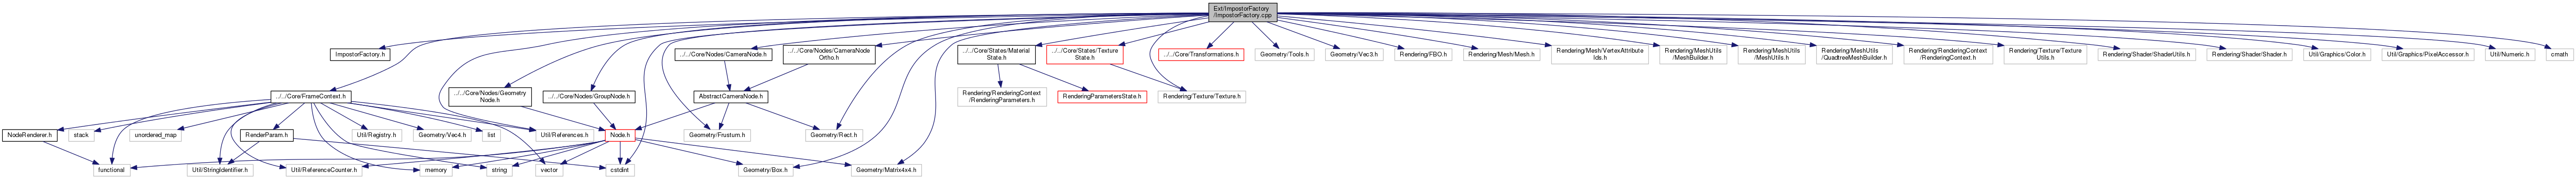 Ext/ImpostorFactory
/ImpostorFactory.cpp
ImpostorFactory.h
../../Core/Nodes/CameraNode.h
../../Core/Nodes/CameraNode
Ortho.h
../../Core/States/Material
State.h
../../Core/States/Texture
State.h
../../Core/Transformations.h
Geometry/Tools.h
Geometry/Vec3.h
Rendering/FBO.h
Rendering/Mesh/Mesh.h
Rendering/Mesh/VertexAttribute
Ids.h
Rendering/MeshUtils
/MeshBuilder.h
Rendering/MeshUtils
/MeshUtils.h
Rendering/MeshUtils
/QuadtreeMeshBuilder.h
Rendering/RenderingContext
/RenderingContext.h
Rendering/Texture/Texture
Utils.h
Rendering/Shader/ShaderUtils.h
Rendering/Shader/Shader.h
Util/Graphics/Color.h
Util/Graphics/PixelAccessor.h
Util/Numeric.h
cmath
../../Core/FrameContext.h
../../Core/Nodes/Geometry
Node.h
../../Core/Nodes/GroupNode.h
AbstractCameraNode.h
Rendering/RenderingContext
/RenderingParameters.h
RenderingParametersState.h
Rendering/Texture/Texture.h
NodeRenderer.h
stack
unordered_map
RenderParam.h
Util/Registry.h
Geometry/Vec4.h
list
Util/References.h
Node.h
Geometry/Frustum.h
Geometry/Rect.h
functional
Util/StringIdentifier.h
Util/ReferenceCounter.h
memory
string
vector
cstdint
Geometry/Box.h
Geometry/Matrix4x4.h